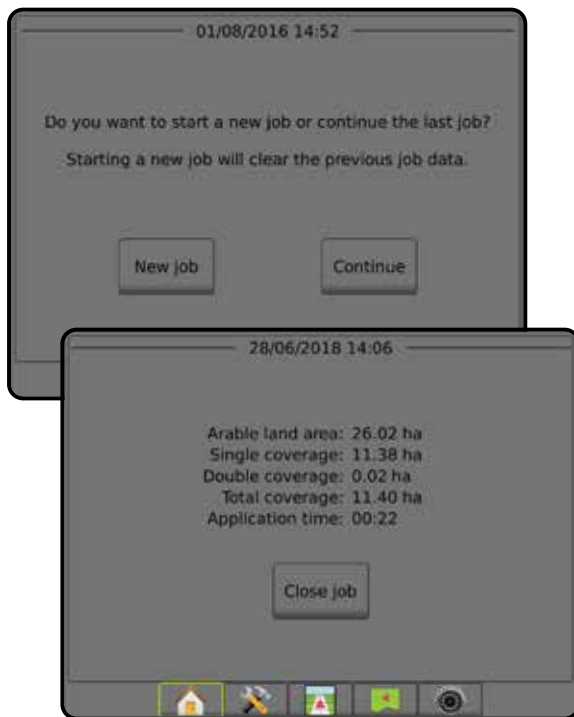 01/08/2016 14:52
Do you want to start a new job or continue the last job?
Starting a new job will clear the previous job data.
New job
Continue
28/06/2018 14:06
Arable land area: 26.02 ha
Single coverage: 11.38 ha
Double coverage: 0.02 ha
Total coverage: 11.40 ha
Application time: 00:22
Close job